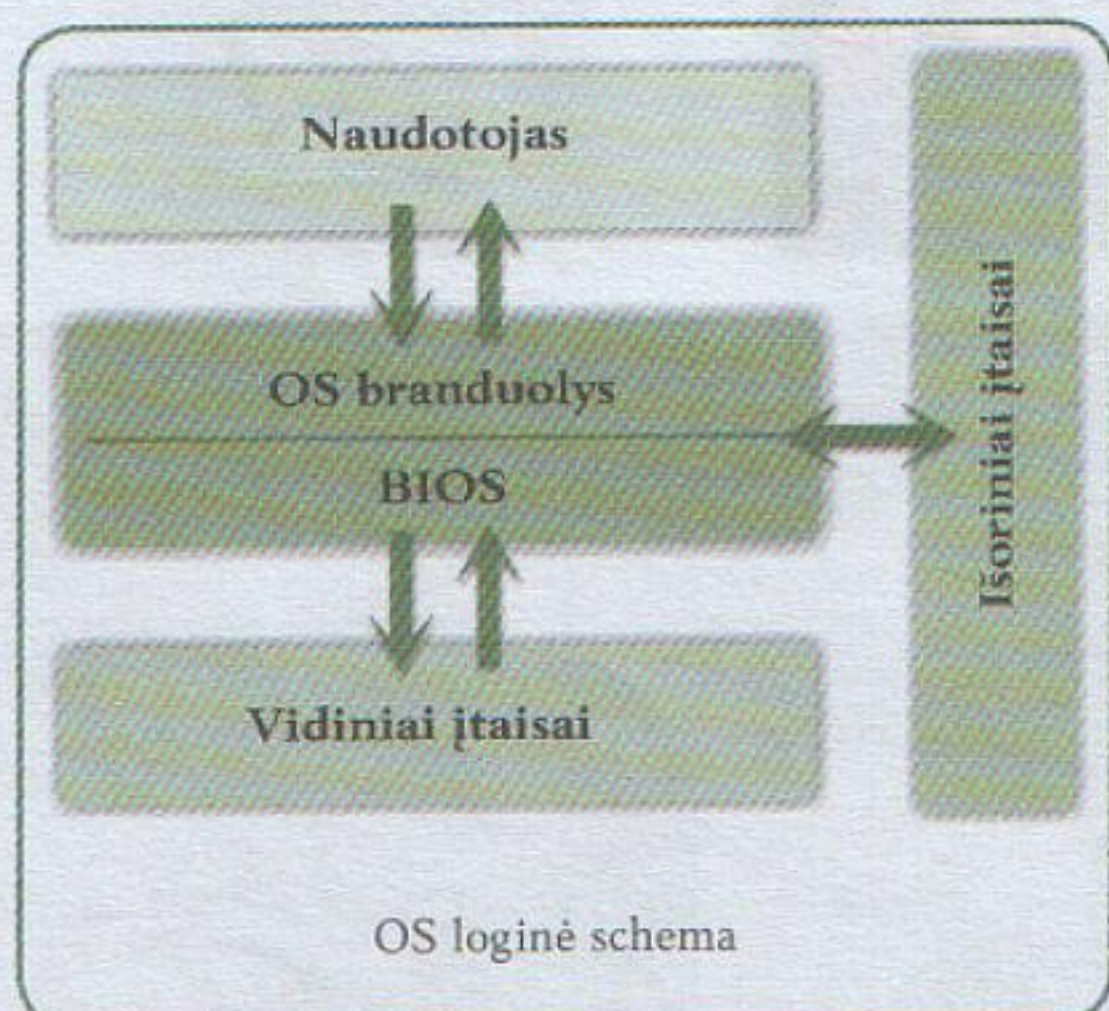 Naudotojas
OS branduolys
BIOS
Vidiniai įtaisai
Išoriniai įtaisai
OS loginė schema